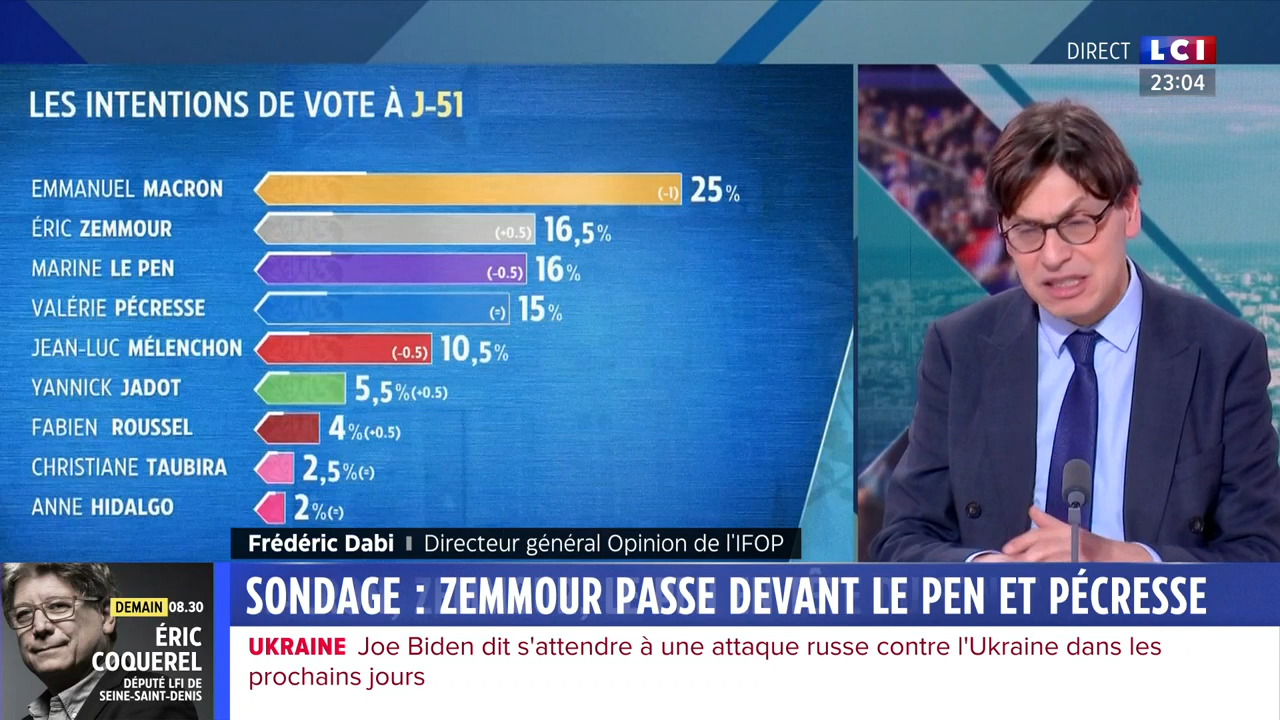 DIRECT LCI
23:04
LES INTENTIONS DE VOTE À J-51
EMMANUEL MACRON (-1) 25%
ÉRIC ZEMMOUR (+0.5) 16,5%
MARINE LE PEN (-0.5) 16%
VALÉRIE PÉCRESSE (=) 15%
JEAN-LUC MÉLENCHON (-0.5) 10,5%
YANNICK JADOT 5,5%(+0.5)
FABIEN ROUSSEL 4%(+0.5)
CHRISTIANE TAUBIRA 2,5%(=)
ANNE HIDALGO 2%(=)
Frédéric Dabi Directeur général Opinion de l'IFOP
SONDAGE : ZEMMOUR PASSE DEVANT LE PEN ET PÉCRESSE
DEMAIN 08.30
ÉRIC
COQUEREL
DÉPUTÉ LFI DE
SEINE-SAINT-DENIS
UKRAINE Joe Biden dit s'attendre à une attaque russe contre l'Ukraine dans les
prochains jours